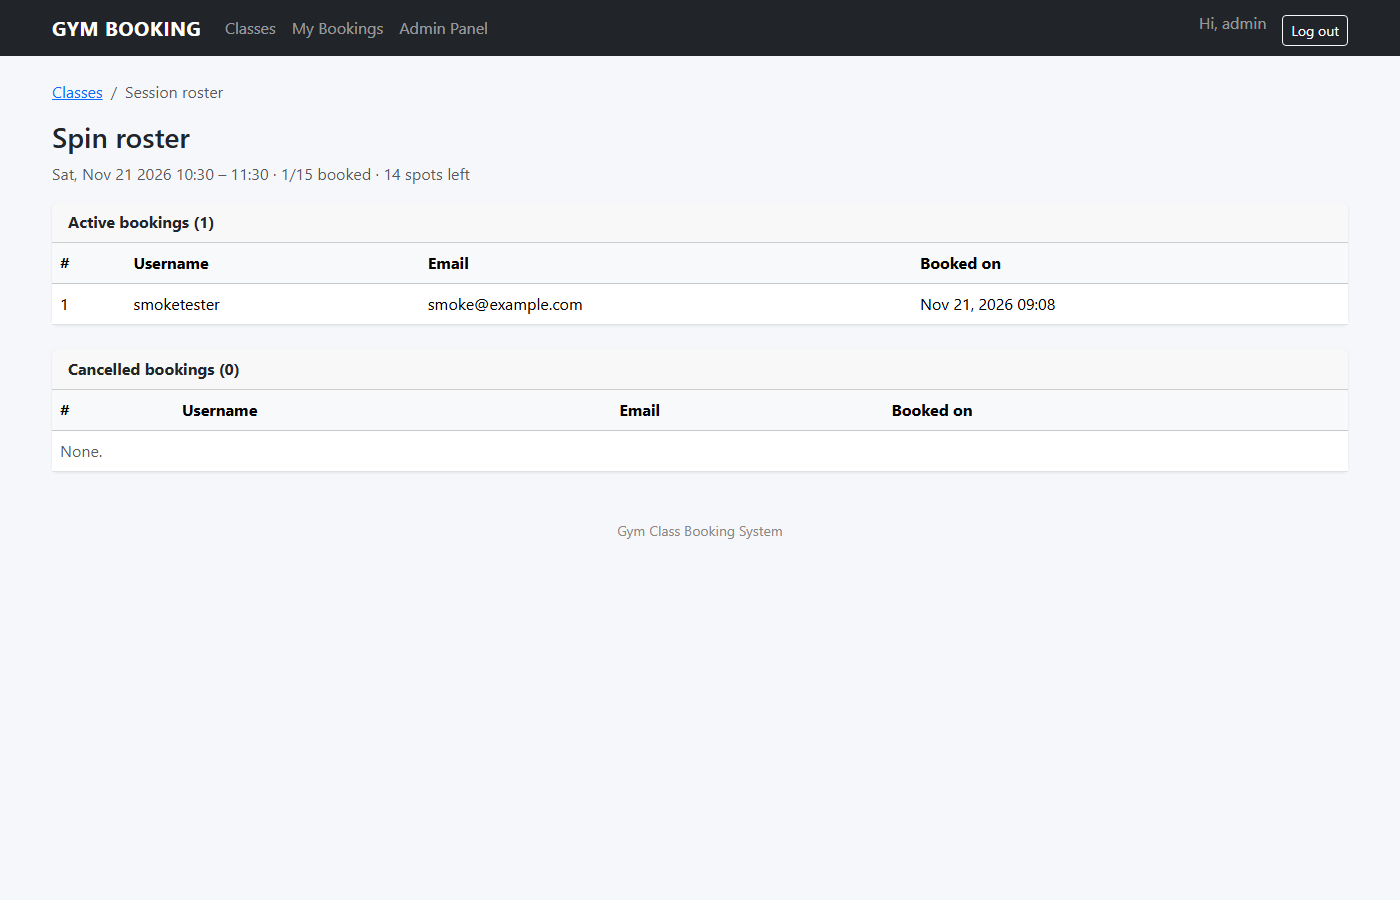 GYM BOOKING Classes My Bookings Admin Panel Hi, admin Log out
Classes / Session roster
Spin roster
Sat, Nov 21 2026 10:30 – 11:30 · 1/15 booked · 14 spots left
Active bookings (1)
# Username Email Booked on
1 smoketester smoke@example.com Nov 21, 2026 09:08
Cancelled bookings (0)
# Username Email Booked on
None.
Gym Class Booking System